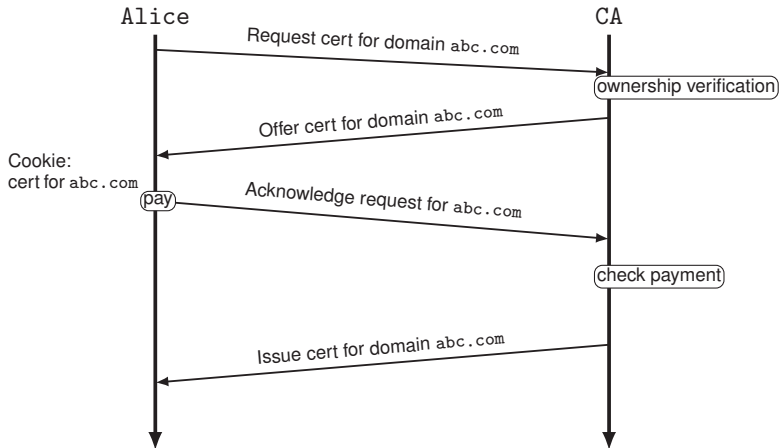 Alice
CA
Request cert for domain abc.com
ownership verification
Offer cert for domain abc.com
Cookie:
cert for abc.com
pay
Acknowledge request for abc.com
check payment
Issue cert for domain abc.com